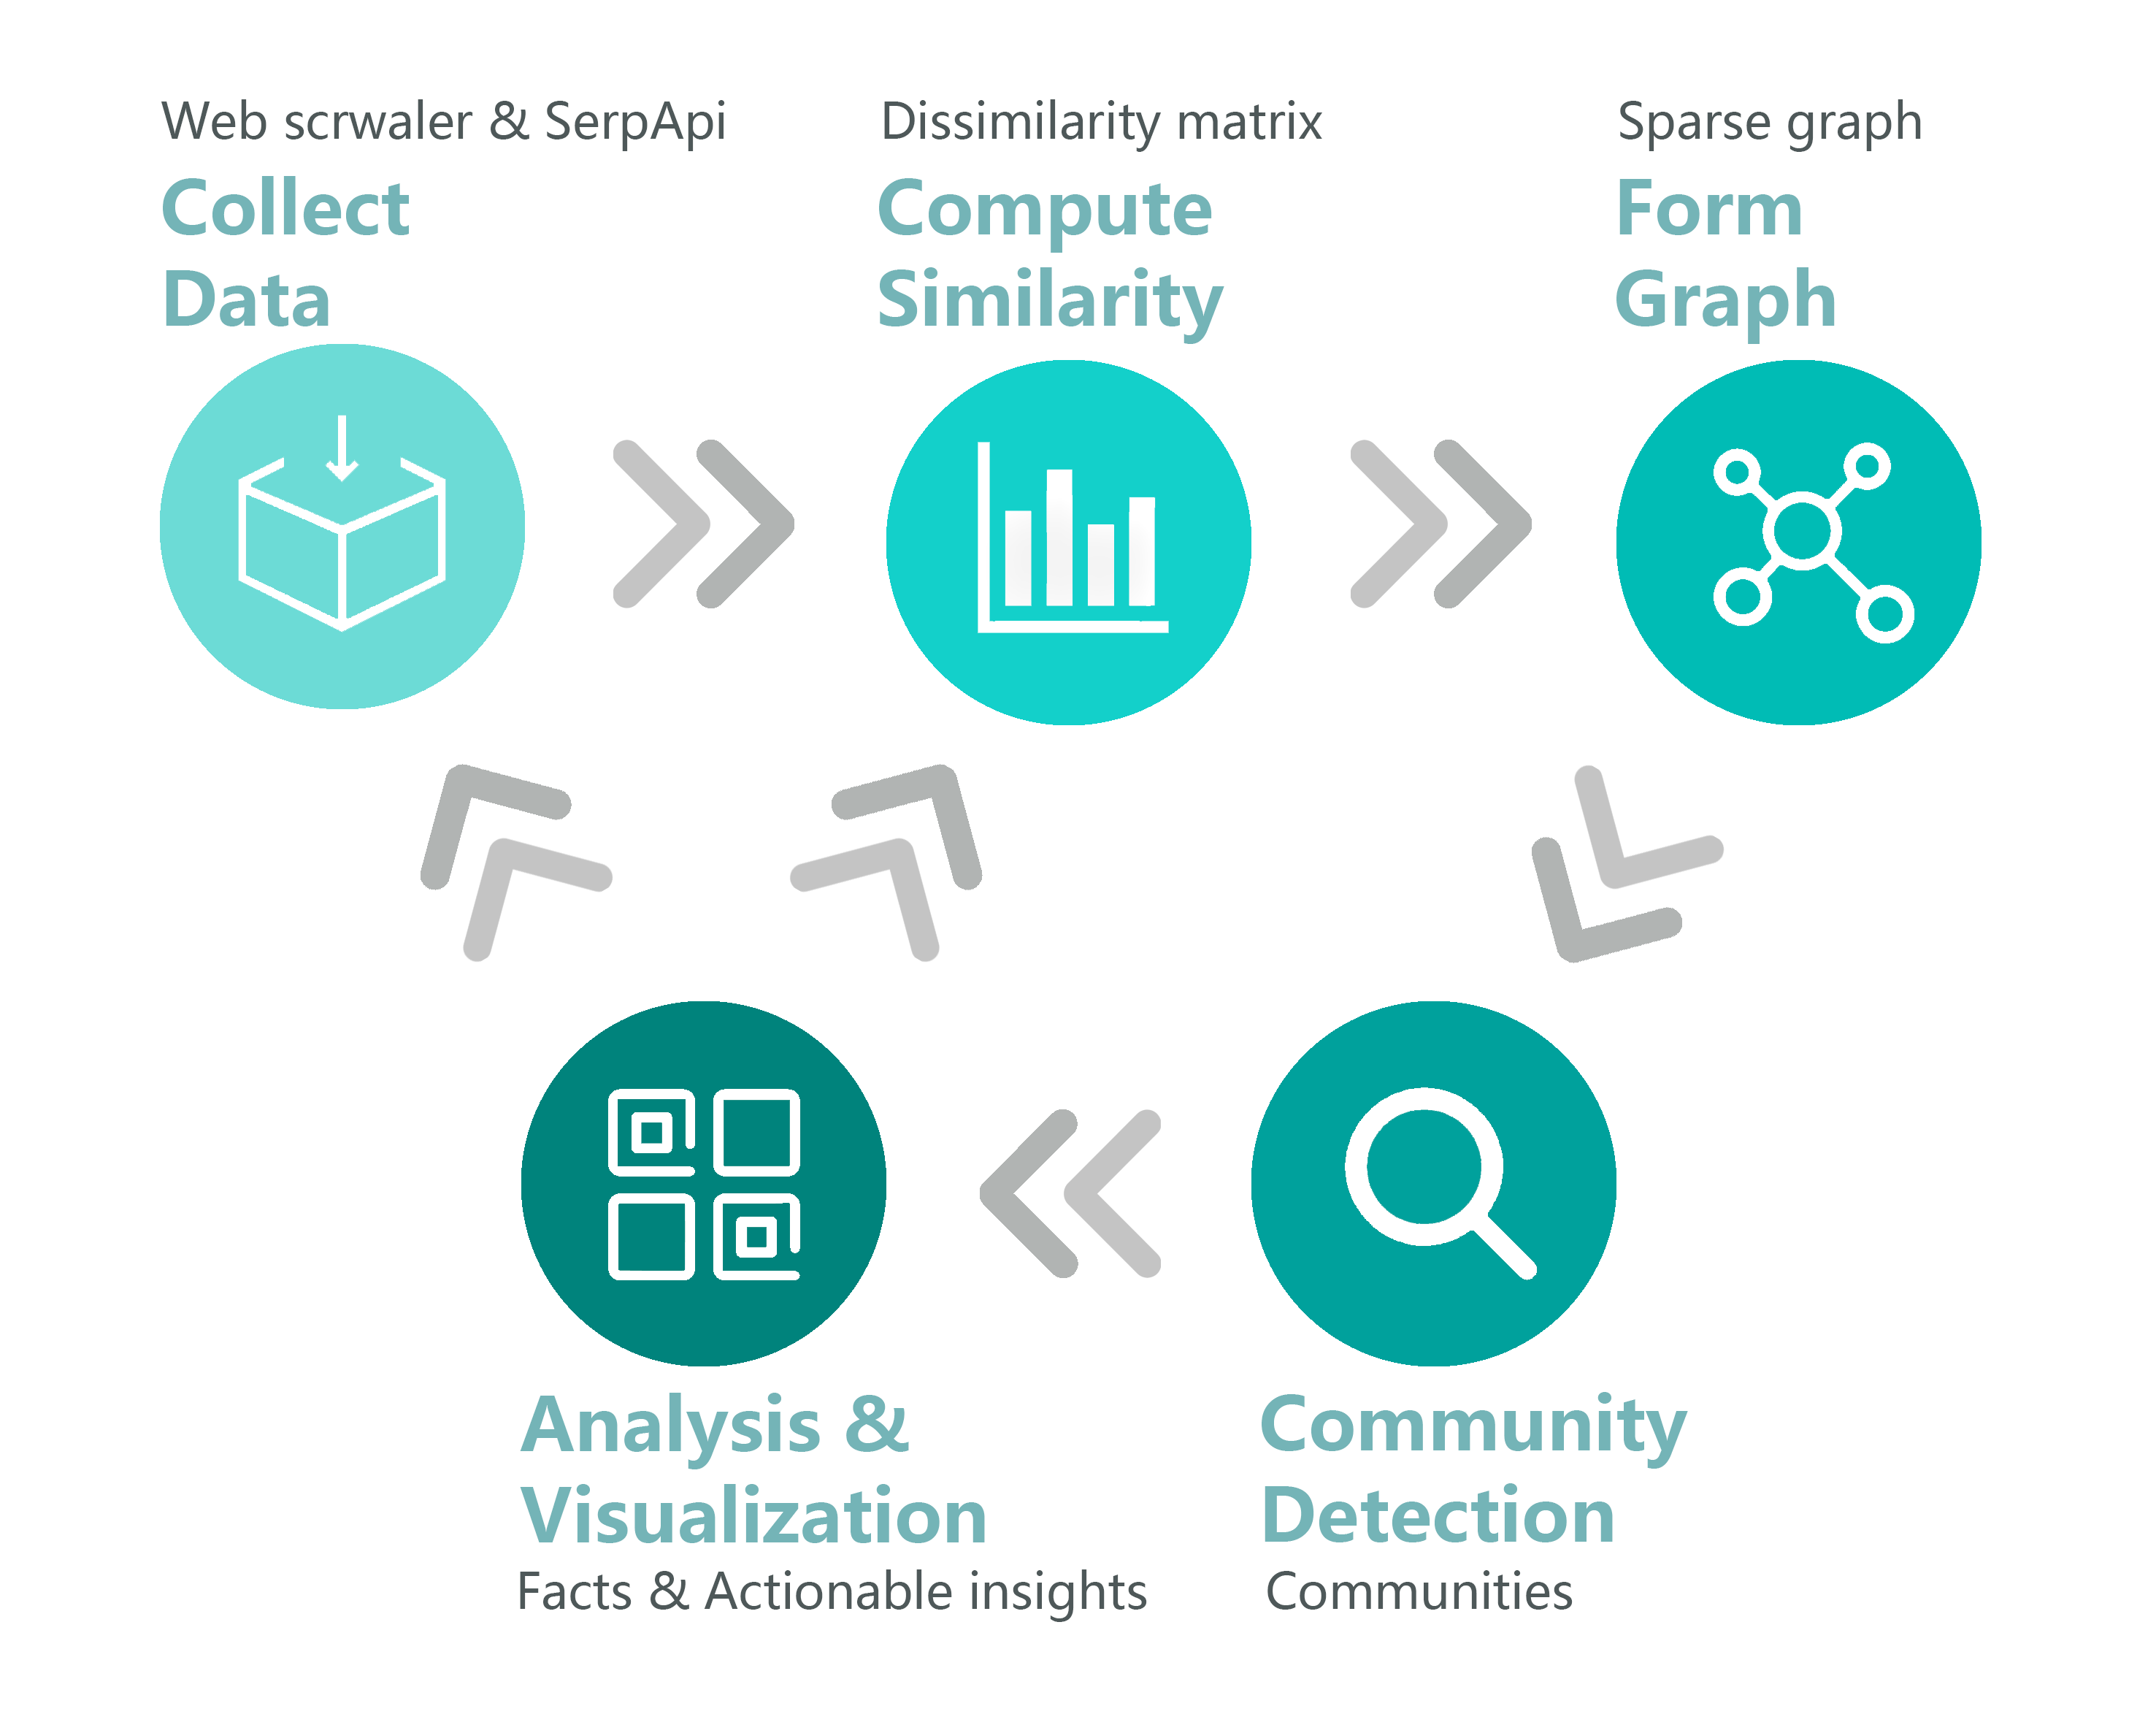 Web scrwaler & SerpApi
Collect
Data
Dissimilarity matrix
Compute
Similarity
Sparse graph
Form
Graph
Analysis &
Visualization
Facts & Actionable insights
Community
Detection
Communities